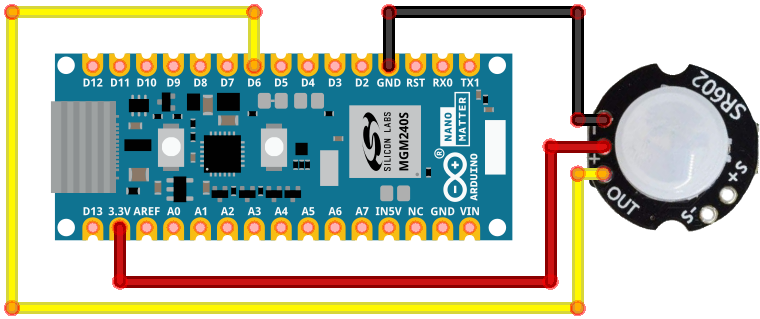 D12 D11 D10 D9 D8 D7 D6 D5 D4 D3 D2 GND RST RX0 TX1
SILICON LABS
MGM240S
NANO
MATTER
®
ARDUINO
D13 3.3V AREF A0 A1 A2 A3 A4 A5 A6 A7 IN5V NC GND VIN
SR602
-
+
OUT
S+
S-